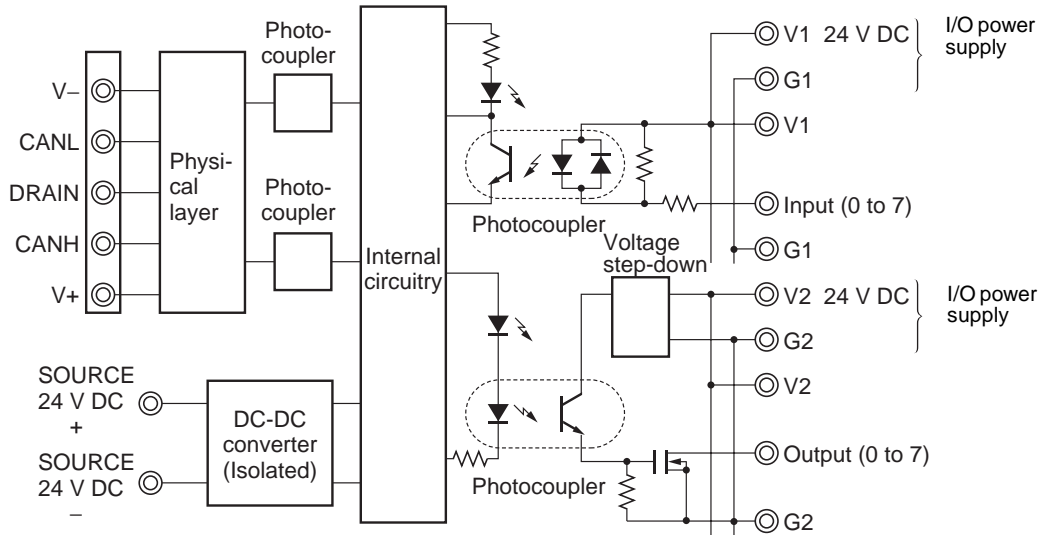 V–
CANL
DRAIN
CANH
V+
Physi-
cal
layer
Photo-
coupler
Photo-
coupler
SOURCE
24 V DC
+
SOURCE
24 V DC
–
DC-DC
converter
(Isolated)
Internal
circuitry
Photocoupler
Voltage
step-down
Photocoupler
V1 24 V DC
I/O power
supply
G1
V1
Input (0 to 7)
G1
V2 24 V DC
I/O power
supply
G2
V2
Output (0 to 7)
G2